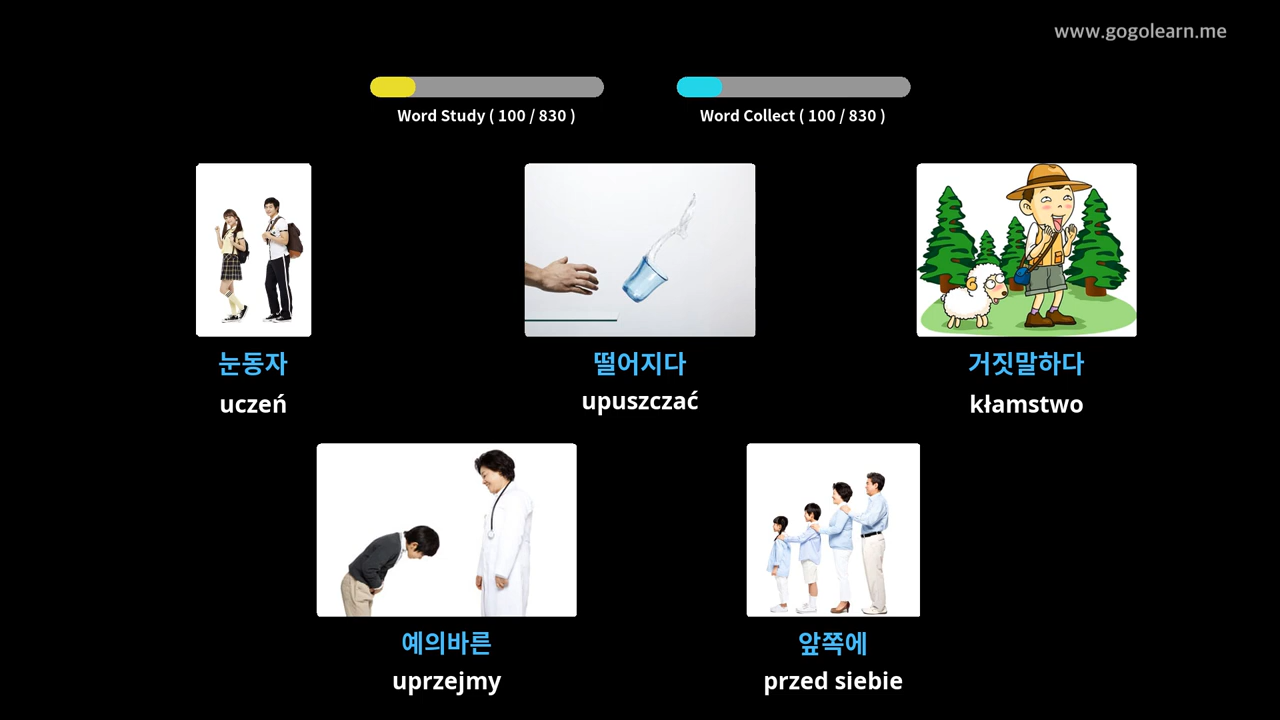 www.gogolearn.me
Word Study ( 100 / 830 )
Word Collect ( 100 / 830 )
눈동자
uczeń
떨어지다
upuszczać
거짓말하다
kłamstwo
예의바른
uprzejmy
앞쪽에
przed siebie